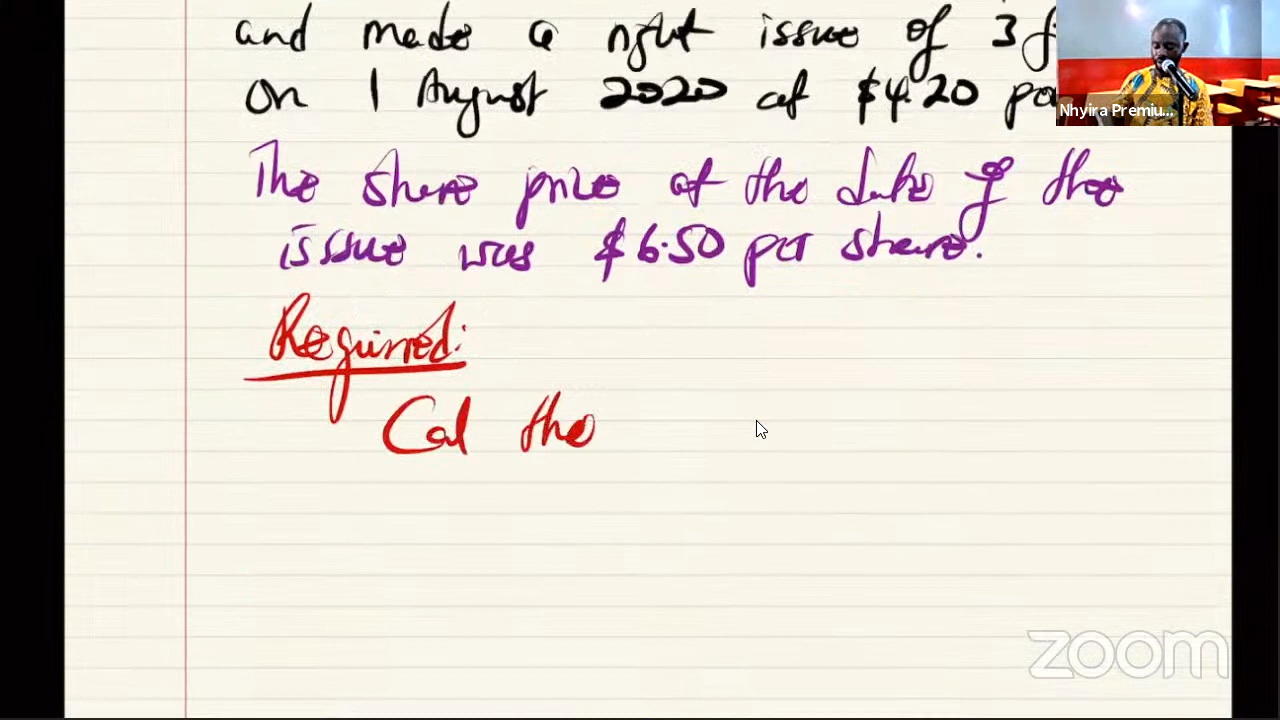 and made a right issue of 3 f
on 1 August 2020 at $4.20 per
Nhyira Premiu...
The share price at the date of the
issue was $6.50 per share.
Required:
Cal the
zoom